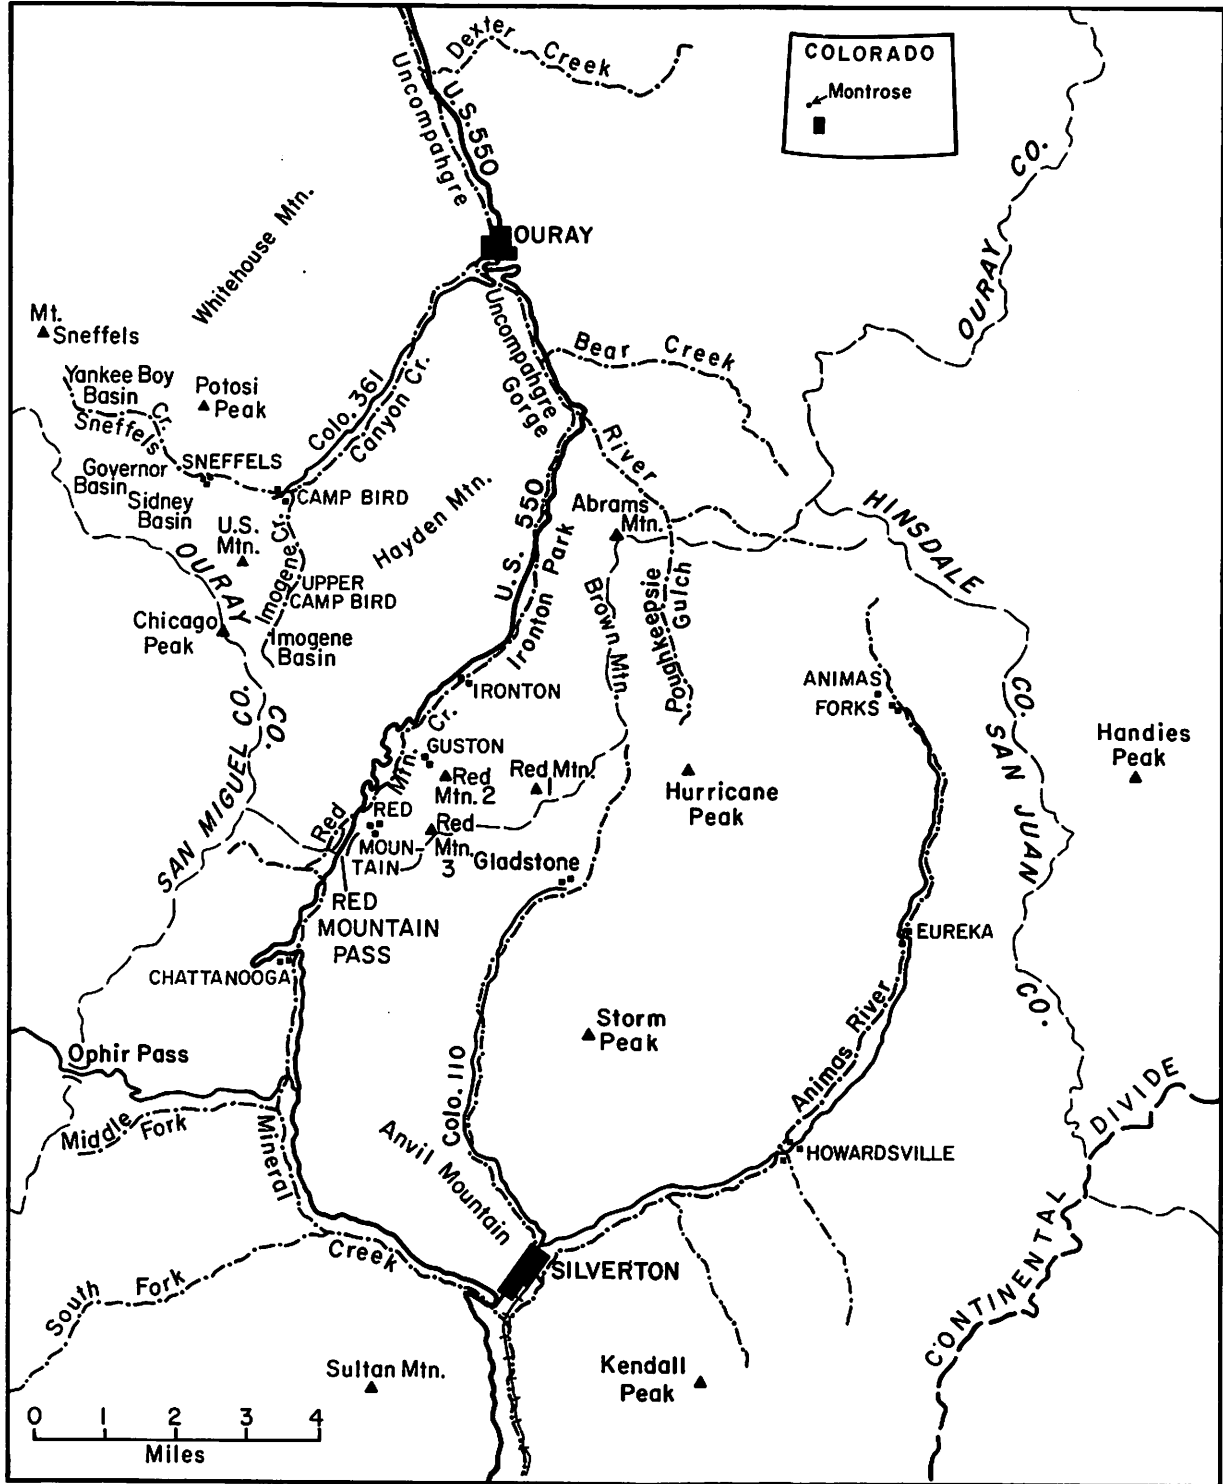 Dexter Creek
COLORADO
Montrose
Uncompahgre
U.S. 550
OURAY CO.
OURAY
Whitehouse Mtn.
Mt.
Sneffels
Yankee Boy
Basin
Potosi
Peak
Sneffels Cr.
Colo. 361
Canyon Cr.
Uncompahgre
Gorge
Bear Creek
River
SNEFFELS
Governor
Basin
Sidney
Basin
CAMP BIRD
U.S.
Mtn.
Hayden Mtn.
Abrams
Mtn.
HINSDALE CO.
OURAY CO.
Imogene Cr.
UPPER
CAMP BIRD
Chicago
Peak
Imogene
Basin
U.S. 550
Ironton Park
Brown Mtn.
Poughkeepsie
Gulch
IRONTON
ANIMAS
FORKS
SAN MIGUEL CO.
Red Mtn. Cr.
GUSTON
Red
Mtn. 2
Red Mtn.
1
Hurricane
Peak
SAN JUAN CO.
Handies
Peak
RED
MOUN-
TAIN
Red
Mtn.
3
Gladstone
RED
MOUNTAIN
PASS
CHATTANOOGA
EUREKA
Ophir Pass
Storm
Peak
Animas River
Colo. 110
CONTINENTAL DIVIDE
Middle Fork
Mineral Creek
Anvil Mountain
HOWARDSVILLE
South Fork
SILVERTON
Sultan Mtn.
Kendall
Peak
0 1 2 3 4
Miles